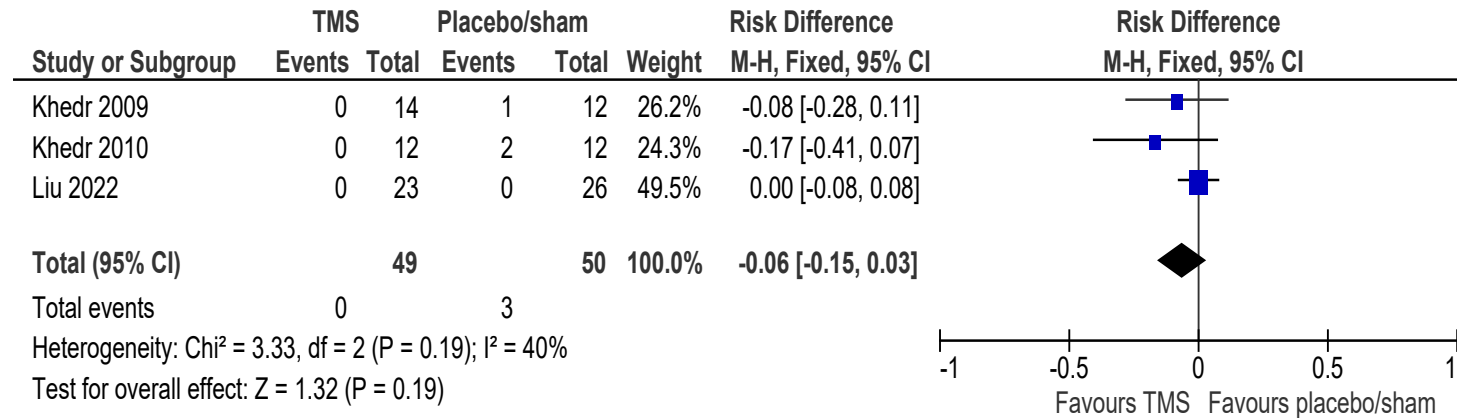 TMS Placebo/sham Risk Difference Risk Difference
Study or Subgroup Events Total Events Total Weight M-H, Fixed, 95% CI M-H, Fixed, 95% CI
Khedr 2009 0 14 1 12 26.2% -0.08 [-0.28, 0.11]
Khedr 2010 0 12 2 12 24.3% -0.17 [-0.41, 0.07]
Liu 2022 0 23 0 26 49.5% 0.00 [-0.08, 0.08]
Total (95% CI) 49 50 100.0% -0.06 [-0.15, 0.03]
Total events 0 3
Heterogeneity: Chi² = 3.33, df = 2 (P = 0.19); I² = 40%
Test for overall effect: Z = 1.32 (P = 0.19)
-1 -0.5 0 0.5 1
Favours TMS Favours placebo/sham